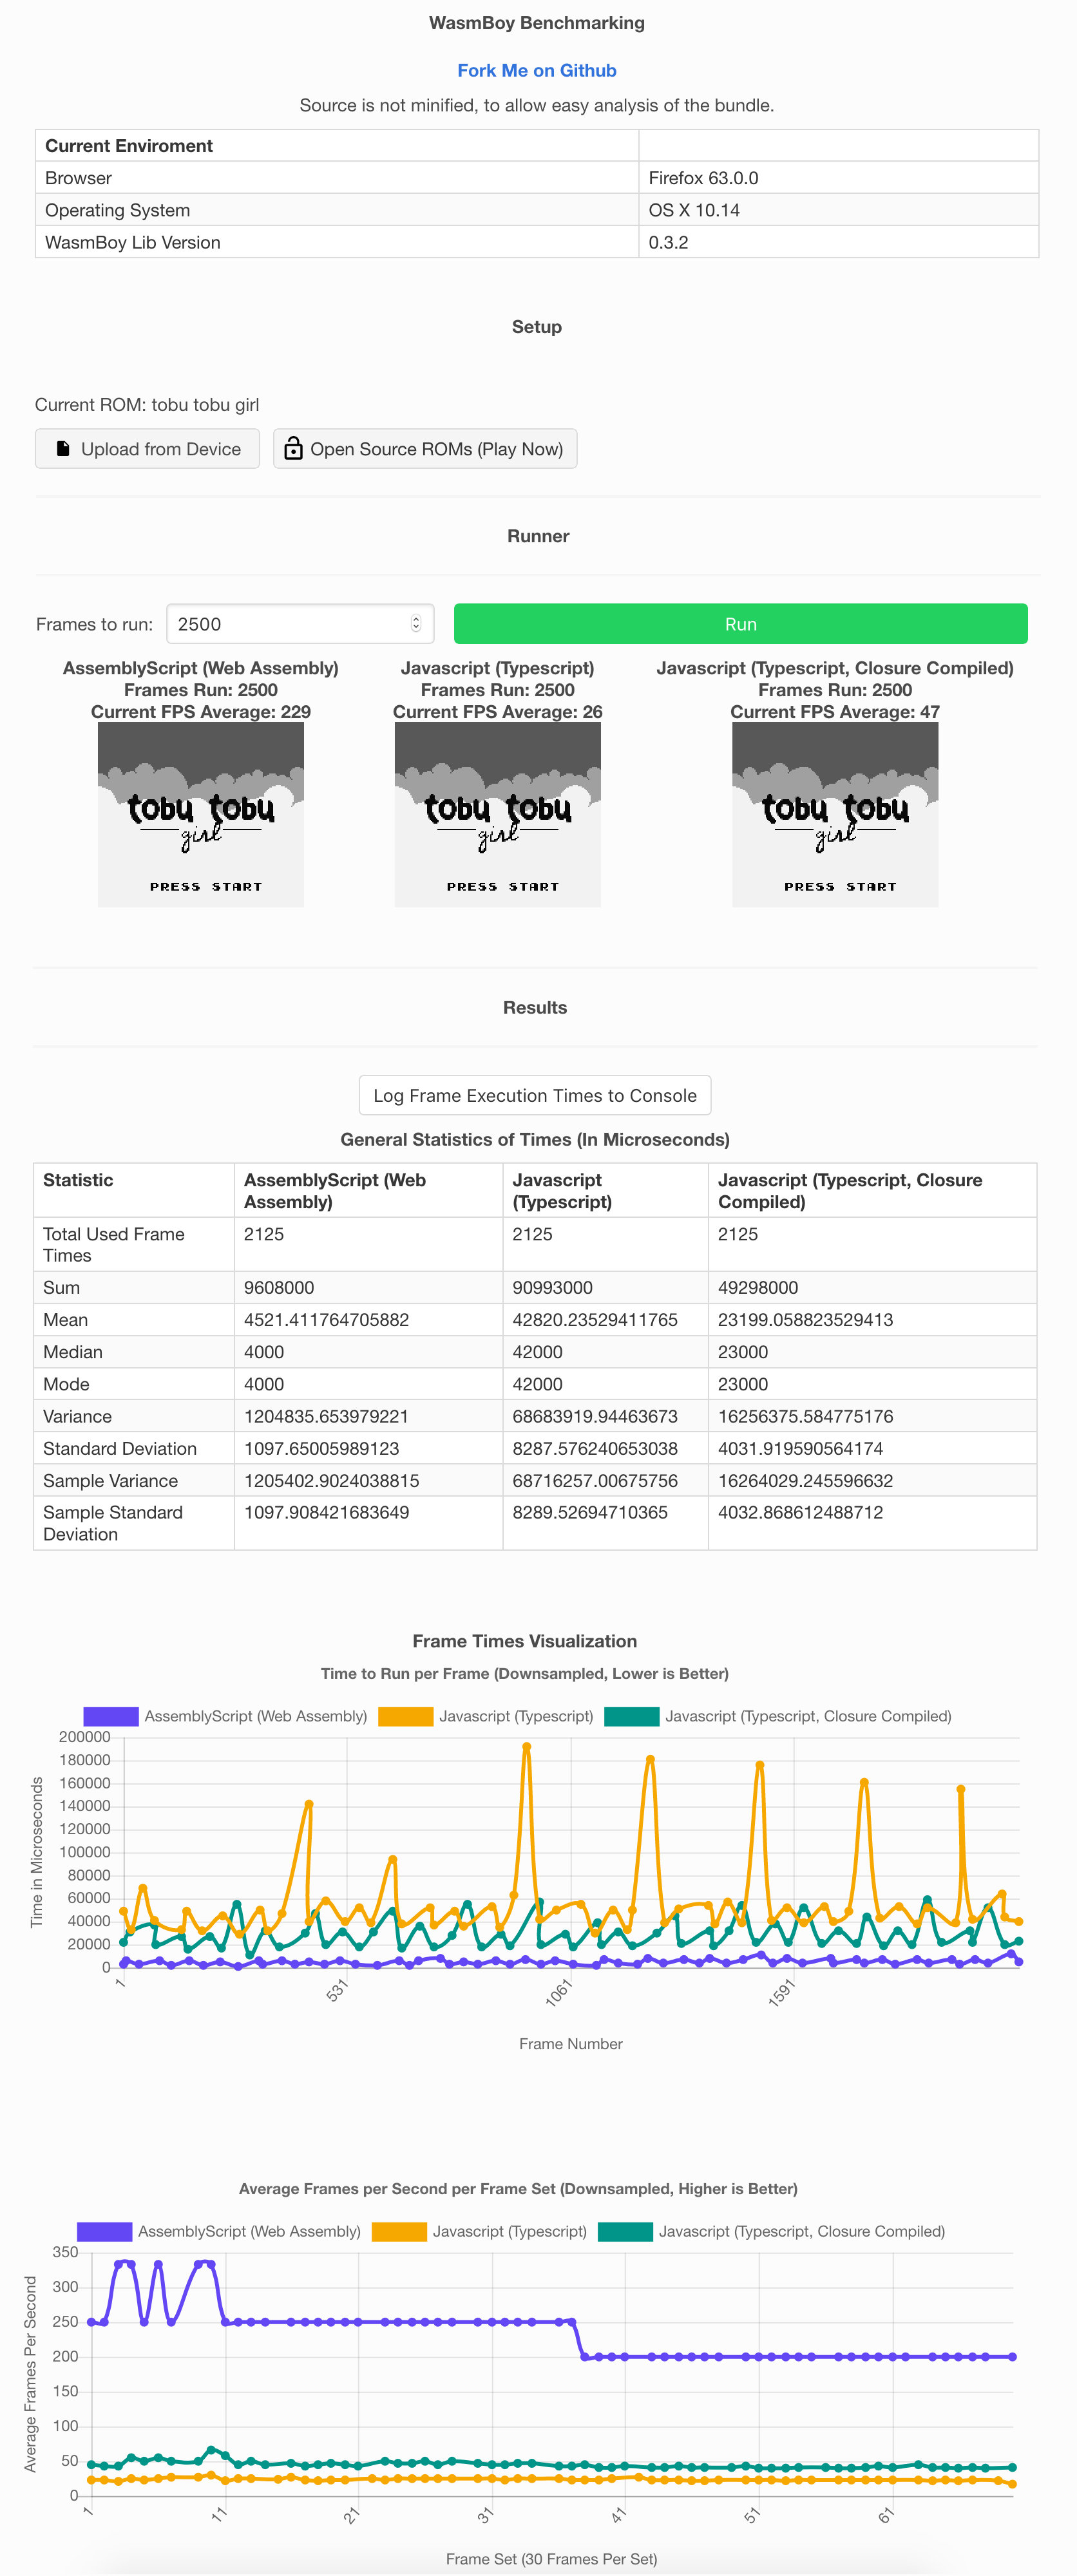 WasmBoy Benchmarking
Fork Me on Github
Source is not minified, to allow easy analysis of the bundle.
Current Enviroment
Browser Firefox 63.0.0
Operating System OS X 10.14
WasmBoy Lib Version 0.3.2
Setup
Current ROM: tobu tobu girl
Upload from Device Open Source ROMs (Play Now)
Runner
Frames to run: 2500 Run
AssemblyScript (Web Assembly) Javascript (Typescript) Javascript (Typescript, Closure Compiled)
Frames Run: 2500 Frames Run: 2500 Frames Run: 2500
Current FPS Average: 229 Current FPS Average: 26 Current FPS Average: 47
tobu tobu tobu tobu tobu tobu
girl girl girl
PRESS START PRESS START PRESS START
Results
Log Frame Execution Times to Console
General Statistics of Times (In Microseconds)
Statistic AssemblyScript (Web Javascript Javascript (Typescript, Closure
Assembly) (Typescript) Compiled)
Total Used Frame 2125 2125 2125
Times
Sum 9608000 90993000 49298000
Mean 4521.411764705882 42820.23529411765 23199.058823529413
Median 4000 42000 23000
Mode 4000 42000 23000
Variance 1204835.653979221 68683919.94463673 16256375.584775176
Standard Deviation 1097.65005989123 8287.576240653038 4031.919590564174
Sample Variance 1205402.9024038815 68716257.00675756 16264029.245596632
Sample Standard 1097.908421683649 8289.52694710365 4032.868612488712
Deviation
Frame Times Visualization
Time to Run per Frame (Downsampled, Lower is Better)
AssemblyScript (Web Assembly) Javascript (Typescript) Javascript (Typescript, Closure Compiled)
Time in Microseconds
200000
180000
160000
140000
120000
100000
80000
60000
40000
20000
0
1 531 1061 1591
Frame Number
Average Frames per Second per Frame Set (Downsampled, Higher is Better)
AssemblyScript (Web Assembly) Javascript (Typescript) Javascript (Typescript, Closure Compiled)
Average Frames Per Second
350
300
250
200
150
100
50
0
1 11 21 31 41 51 61
Frame Set (30 Frames Per Set)